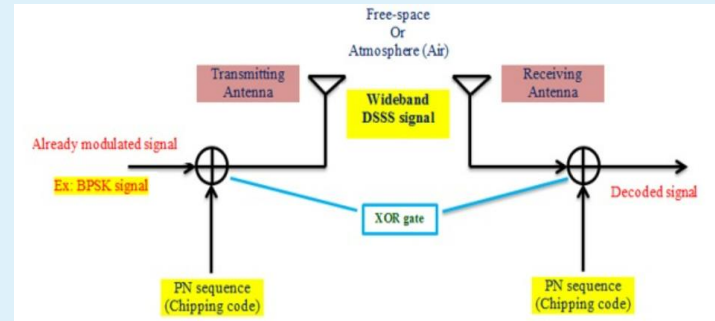 Free-space
Or
Atmosphere (Air)
Transmitting
Antenna
Receiving
Antenna
Wideband
DSSS signal
Already modulated signal
Ex: BPSK signal
Decoded signal
XOR gate
PN sequence
(Chipping code)
PN sequence
(Chipping code)